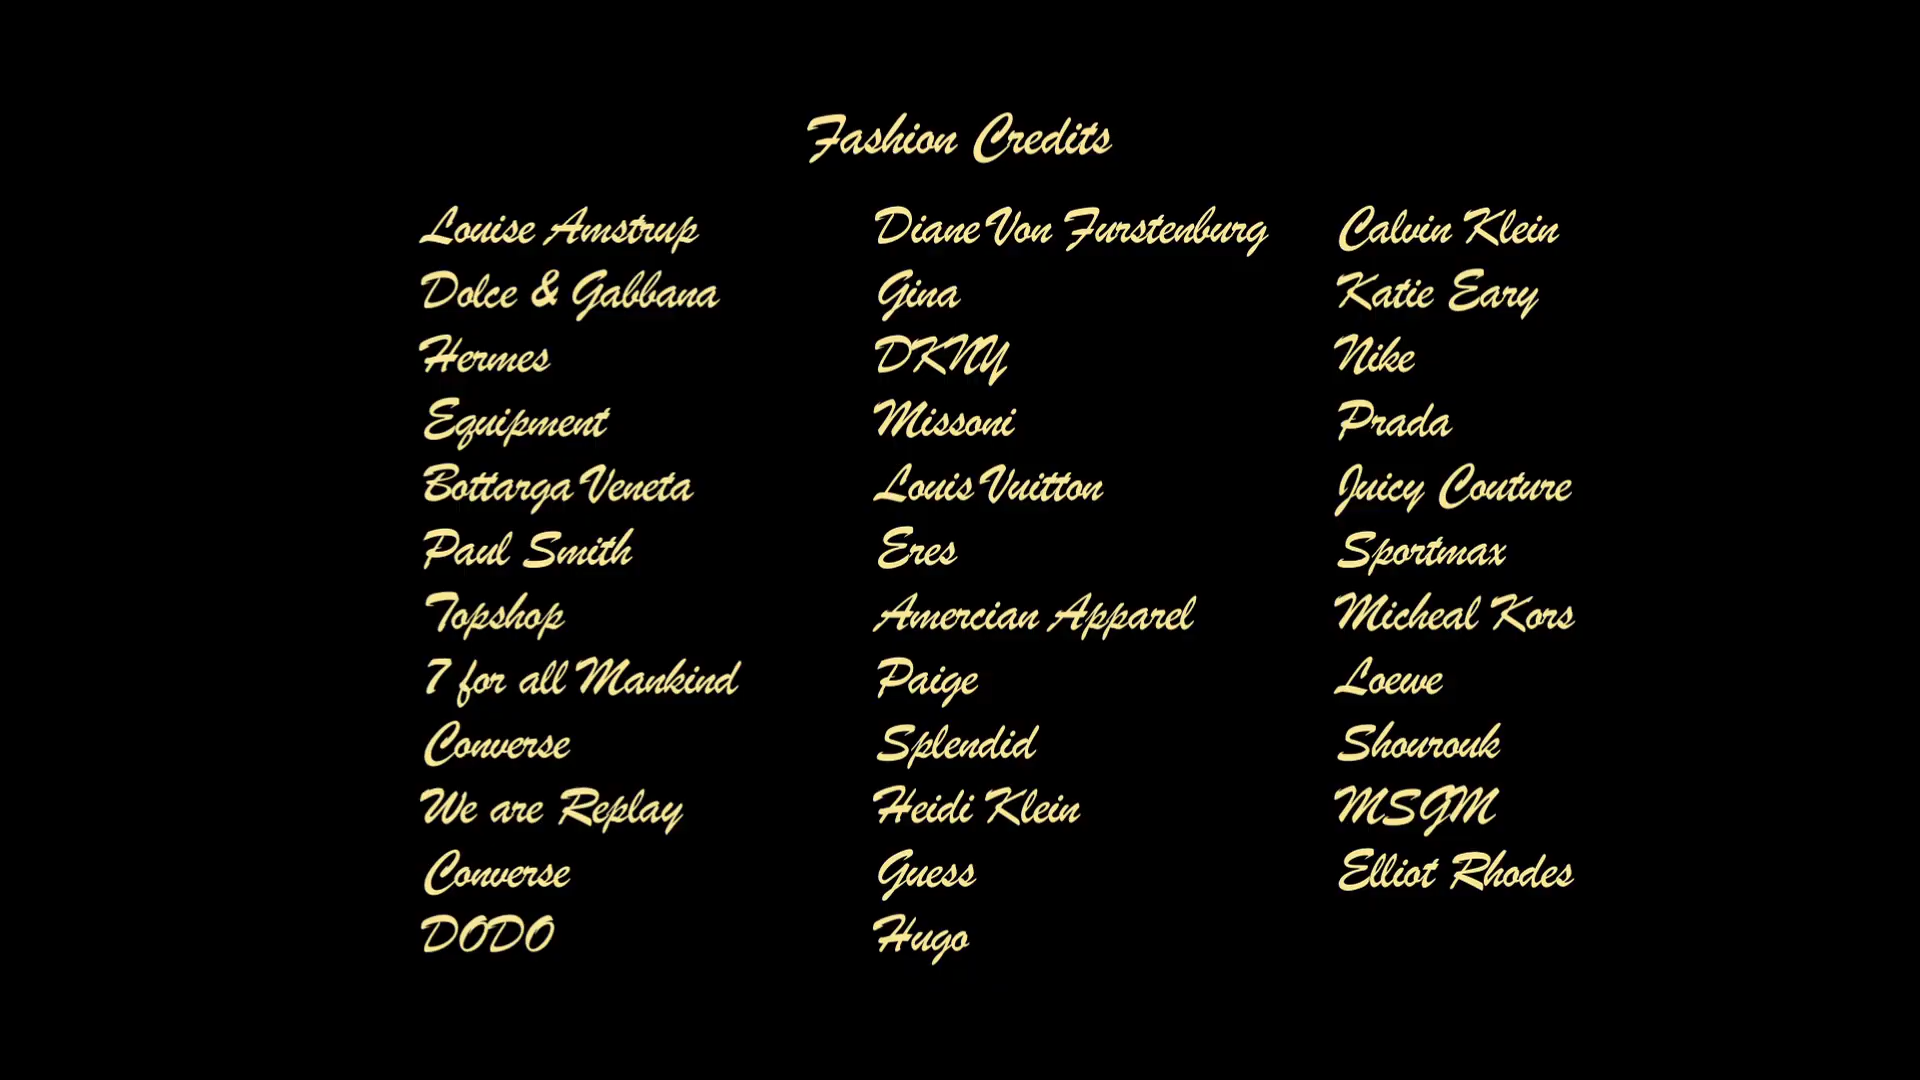 Fashion Credits
Louise Amstrup
Dolce & Gabbana
Hermes
Equipment
Bottarga Veneta
Paul Smith
Topshop
7 for all Mankind
Converse
We are Replay
Converse
DODO
Diane Von Furstenburg
Gina
DKNY
Missoni
Louis Vuitton
Eres
Amercian Apparel
Paige
Splendid
Heidi Klein
Guess
Hugo
Calvin Klein
Katie Eary
Nike
Prada
Juicy Couture
Sportmax
Micheal Kors
Loewe
Shourouk
MSGM
Elliot Rhodes